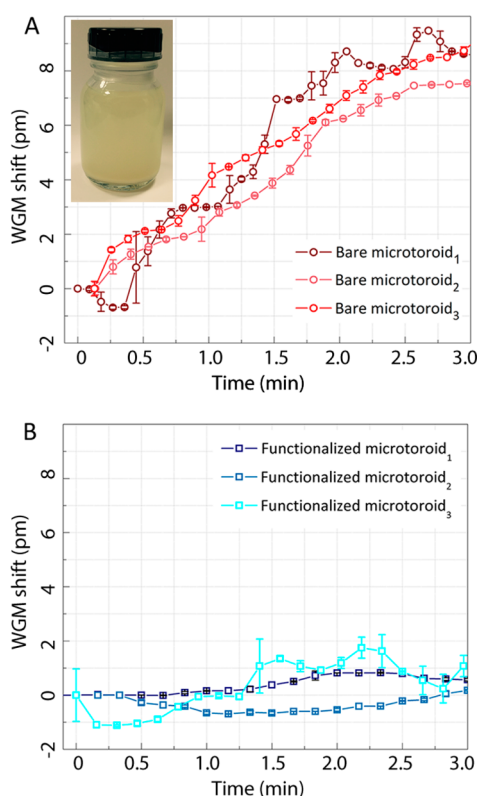 A
WGM shift (pm)
8
6
4
2
0
-2
Bare microtoroid1
Bare microtoroid2
Bare microtoroid3
0 0.5 1.0 1.5 2.0 2.5 3.0
Time (min)
B
WGM shift (pm)
8
6
4
2
0
-2
Functionalized microtoroid1
Functionalized microtoroid2
Functionalized microtoroid3
0 0.5 1.0 1.5 2.0 2.5 3.0
Time (min)